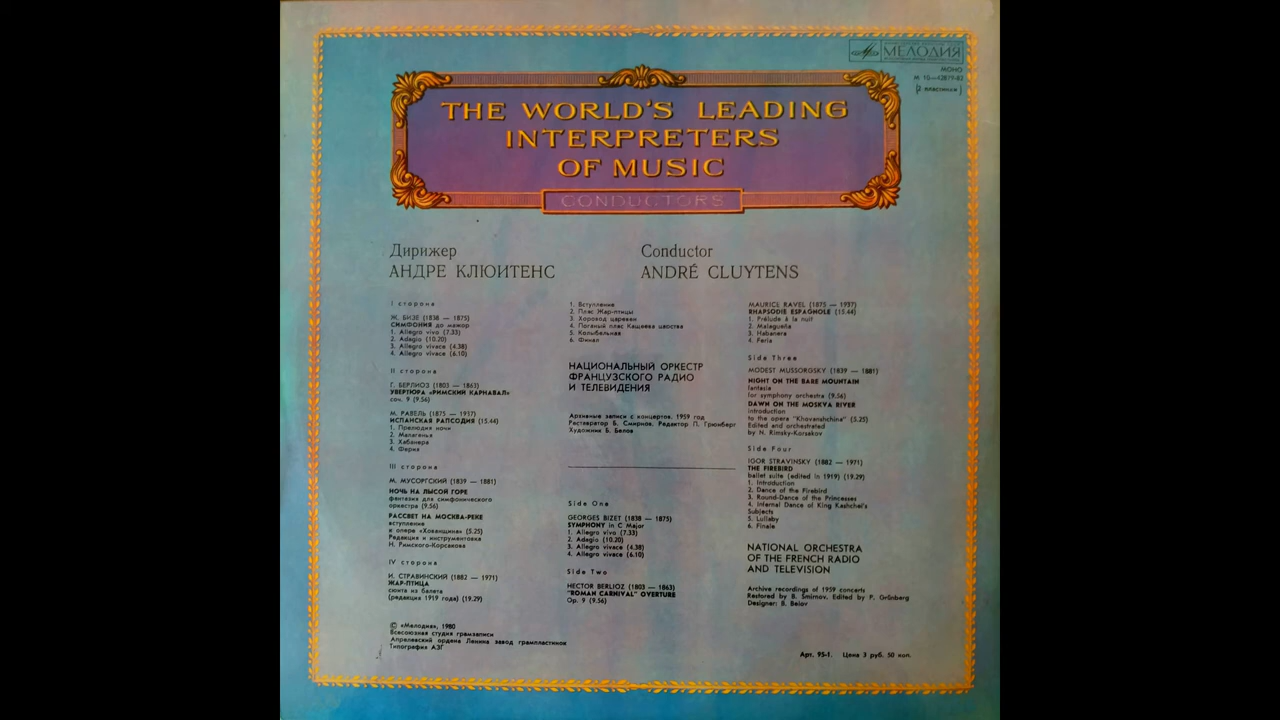 МЕЛОДИЯ
МОНО
М 10—42879-82
(2 пластинки)
THE WORLD'S LEADING
INTERPRETERS
OF MUSIC
CONDUCTORS
Дирижер
АНДРЕ КЛЮИТЕНС
Conductor
ANDRÉ CLUYTENS
I сторона
Ж. БИЗЕ (1838 — 1875)
СИМФОНИЯ до мажор
1. Allegro vivo (7.33)
2. Adagio (10.20)
3. Allegro vivace (4.38)
4. Allegro vivace (6.10)
II сторона
Г. БЕРЛИОЗ (1803 — 1863)
УВЕРТЮРА «РИМСКИЙ КАРНАВАЛ»
соч. 9 (9.56)
М. РАВЕЛЬ (1875 — 1937)
ИСПАНСКАЯ РАПСОДИЯ (15.44)
1. Прелюдия ночи
2. Малагенья
3. Хабанера
4. Ферия
III сторона
М. МУСОРГСКИЙ (1839 — 1881)
НОЧЬ НА ЛЫСОЙ ГОРЕ
фантазия для симфонического
оркестра (9.56)
РАССВЕТ НА МОСКВА-РЕКЕ
вступление
к опере «Хованщина» (5.25)
Редакция и инструментовка
Н. Римского-Корсакова
IV сторона
И. СТРАВИНСКИЙ (1882 — 1971)
ЖАР-ПТИЦА
сюита из балета
(редакция 1919 года) (19.29)
1. Вступление
2. Пляс Жар-птицы
3. Хоровод царевен
4. Поганый пляс Кащеева царства
5. Колыбельная
6. Финал
НАЦИОНАЛЬНЫЙ ОРКЕСТР
ФРАНЦУЗСКОГО РАДИО
И ТЕЛЕВИДЕНИЯ
Архивные записи с концертов, 1959 год
Реставратор Б. Смирнов. Редактор П. Грюнберг
Художник Б. Белов
Side One
GEORGES BIZET (1838 — 1875)
SYMPHONY in C Major
1. Allegro vivo (7.33)
2. Adagio (10.20)
3. Allegro vivace (4.38)
4. Allegro vivace (6.10)
Side Two
HECTOR BERLIOZ (1803 — 1863)
"ROMAN CARNIVAL" OVERTURE
Op. 9 (9.56)
MAURICE RAVEL (1875 — 1937)
RHAPSODIE ESPAGNOLE (15.44)
1. Prélude à la nuit
2. Malagueña
3. Habanera
4. Feria
Side Three
MODEST MUSSORGSKY (1839 — 1881)
NIGHT ON THE BARE MOUNTAIN
fantasia
for symphony orchestra (9.56)
DAWN ON THE MOSKVA RIVER
introduction
to the opera "Khovanshchina" (5.25)
Edited and orchestrated
by N. Rimsky-Korsakov
Side Four
IGOR STRAVINSKY (1882 — 1971)
THE FIREBIRD
ballet suite (edited in 1919) (19.29)
1. Introduction
2. Dance of the Firebird
3. Round-Dance of the Princesses
4. Infernal Dance of King Kashchei's
Subjects
5. Lullaby
6. Finale
NATIONAL ORCHESTRA
OF THE FRENCH RADIO
AND TELEVISION
Archive recordings of 1959 concerts
Restored by B. Smirnov. Edited by P. Grünberg
Designer: B. Belov
© «Мелодия», 1980
Всесоюзная студия грамзаписи
Апрелевский ордена Ленина завод грампластинок
Типография АЗГ
Арт. 95-1. Цена 3 руб. 50 коп.